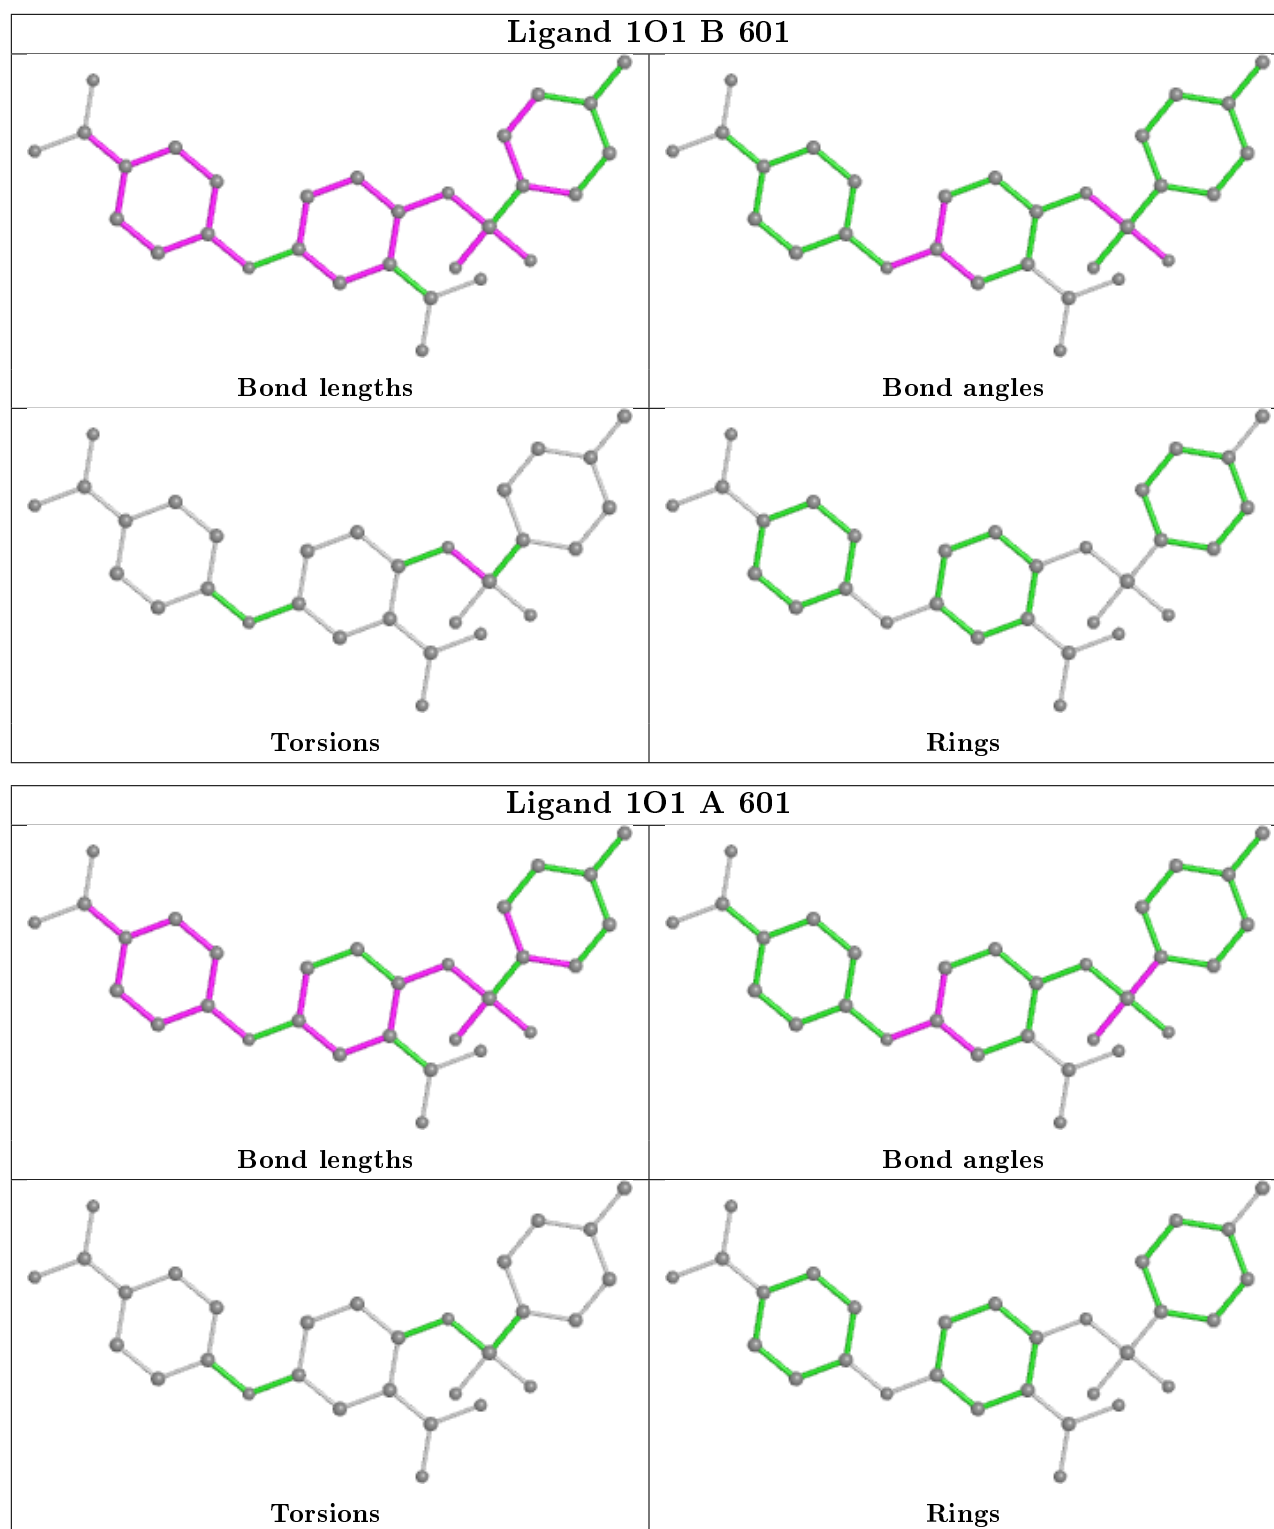 Ligand 1O1 B 601
Bond lengths
Bond angles
Torsions
Rings
Ligand 1O1 A 601
Bond lengths
Bond angles
Torsions
Rings